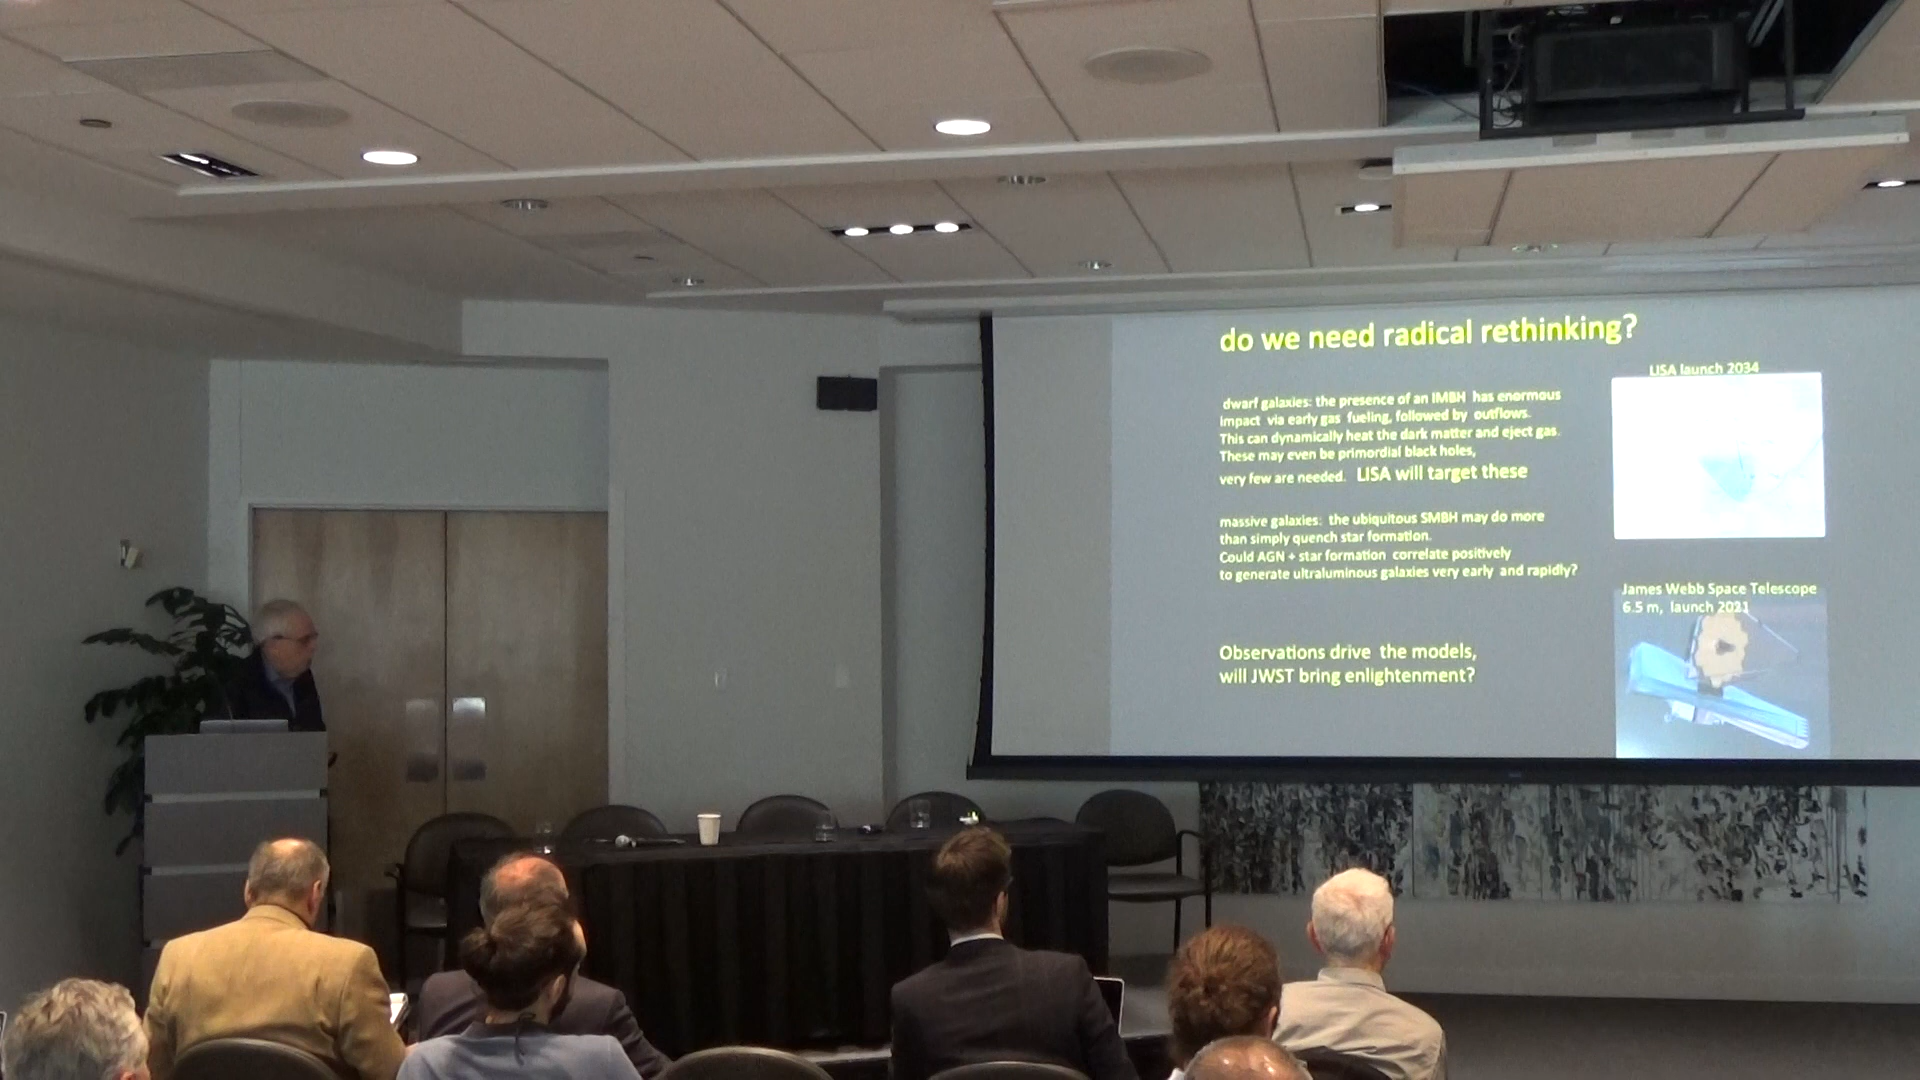 do we need radical rethinking?
LISA launch 2034
dwarf galaxies: the presence of an IMBH has enormous
impact via early gas fueling, followed by outflows.
This can dynamically heat the dark matter and eject gas.
These may even be primordial black holes,
very few are needed. LISA will target these
massive galaxies: the ubiquitous SMBH may do more
than simply quench star formation.
Could AGN + star formation correlate positively
to generate ultraluminous galaxies very early and rapidly?
James Webb Space Telescope
6.5 m, launch 2021
Observations drive the models,
will JWST bring enlightenment?